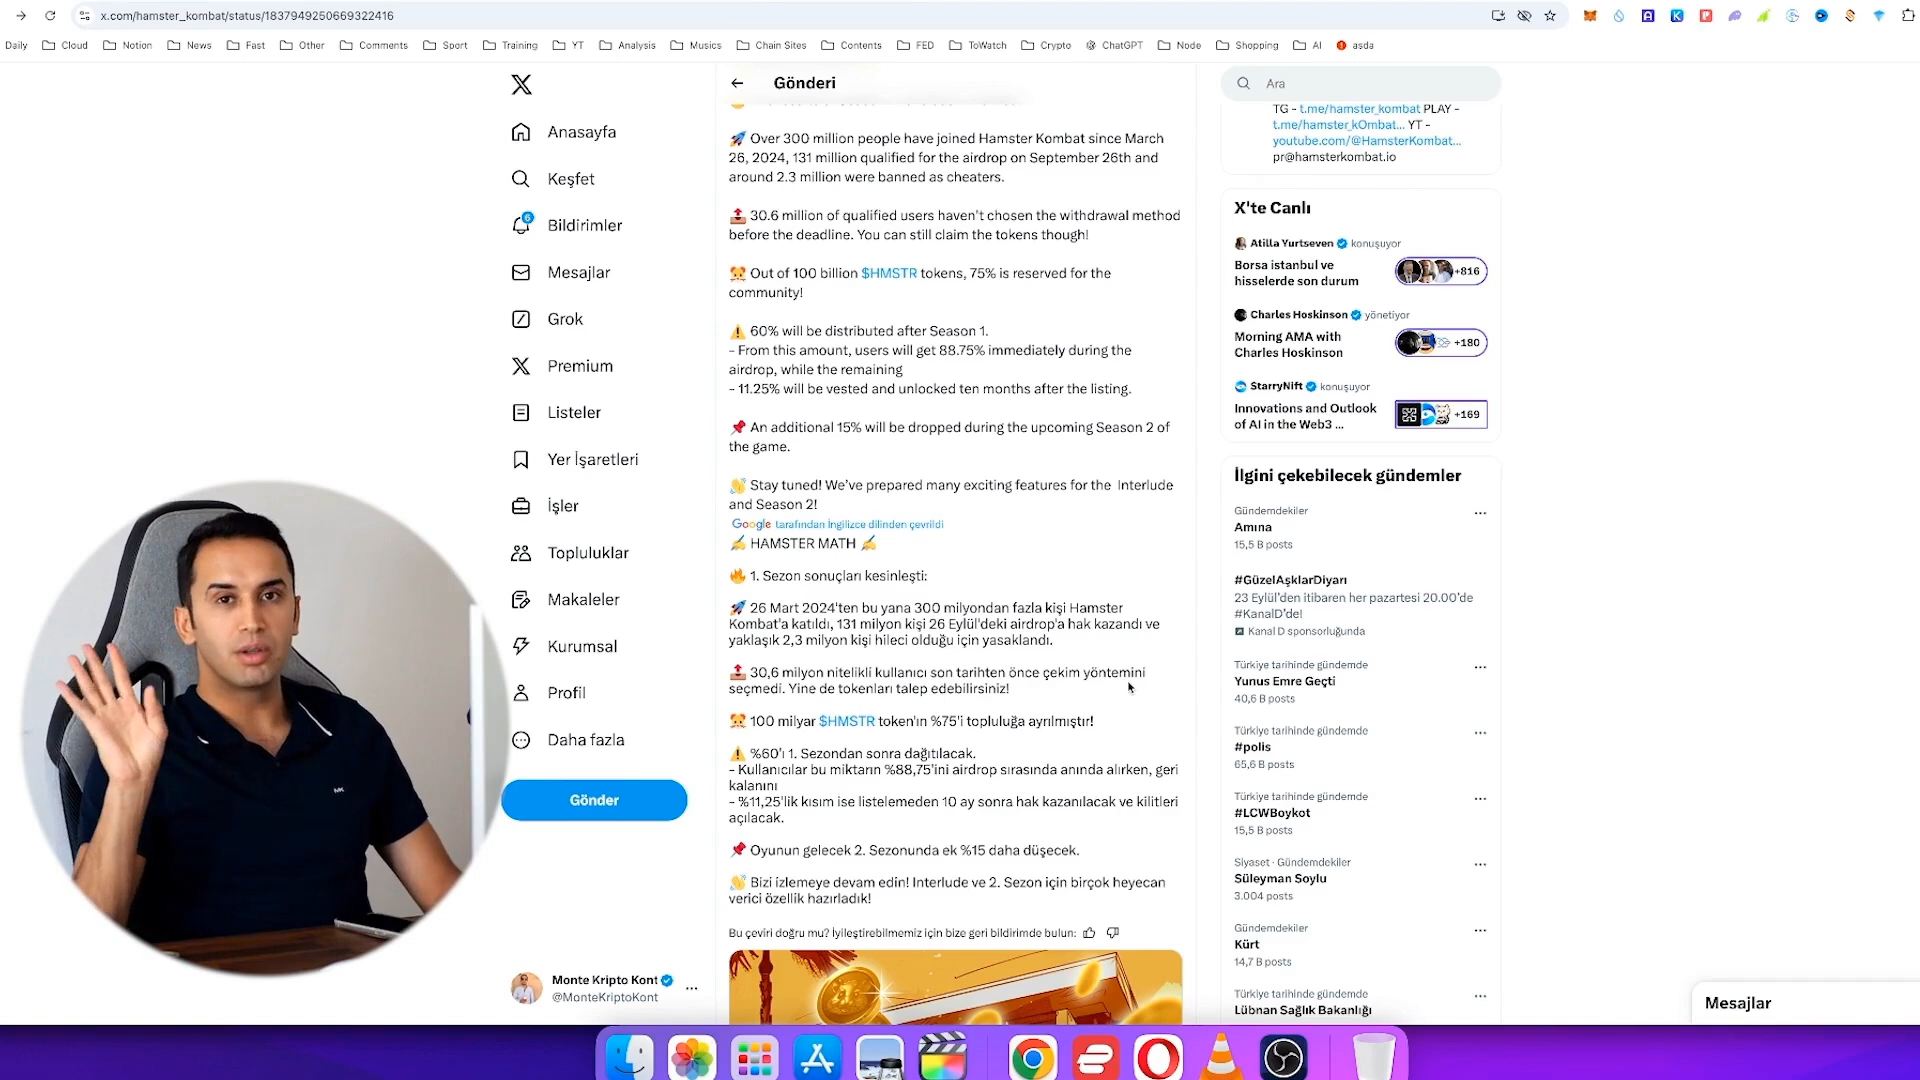 x.com/hamster_kombat/status/1837949250669322416
Daily Cloud Notion News Fast Other Comments Sport Training YT Analysis Musics Chain Sites Contents FED ToWatch Crypto ChatGPT Node Shopping AI asda
Anasayfa
Keşfet
6
Bildirimler
Mesajlar
Grok
Premium
Listeler
Yer İşaretleri
İşler
Topluluklar
Makaleler
Kurumsal
Profil
Daha fazla
Gönder
Monte Kripto Kont
@MonteKriptoKont
Gönderi
Over 300 million people have joined Hamster Kombat since March
26, 2024, 131 million qualified for the airdrop on September 26th and
around 2.3 million were banned as cheaters.
30.6 million of qualified users haven't chosen the withdrawal method
before the deadline. You can still claim the tokens though!
Out of 100 billion $HMSTR tokens, 75% is reserved for the
community!
60% will be distributed after Season 1.
- From this amount, users will get 88.75% immediately during the
airdrop, while the remaining
- 11.25% will be vested and unlocked ten months after the listing.
An additional 15% will be dropped during the upcoming Season 2 of
the game.
Stay tuned! We've prepared many exciting features for the Interlude
and Season 2!
Google tarafından İngilizce dilinden çevrildi
HAMSTER MATH
1. Sezon sonuçları kesinleşti:
26 Mart 2024'ten bu yana 300 milyondan fazla kişi Hamster
Kombat'a katıldı, 131 milyon kişi 26 Eylül'deki airdrop'a hak kazandı ve
yaklaşık 2,3 milyon kişi hileci olduğu için yasaklandı.
30,6 milyon nitelikli kullanıcı son tarihten önce çekim yöntemini
seçmedi. Yine de tokenları talep edebilirsiniz!
100 milyar $HMSTR token'ın %75'i topluluğa ayrılmıştır!
%60'ı 1. Sezondan sonra dağıtılacak.
- Kullanıcılar bu miktarın %88,75'ini airdrop sırasında anında alırken, geri
kalanını
- %11,25'lik kısım ise listelemeden 10 ay sonra hak kazanılacak ve kilitleri
açılacak.
Oyunun gelecek 2. Sezonunda ek %15 daha düşecek.
Bizi izlemeye devam edin! Interlude ve 2. Sezon için birçok heyecan
verici özellik hazırladık!
Bu çeviri doğru mu? İyileştirebilmemiz için bize geri bildirimde bulun:
Ara
TG - t.me/hamster_kombat PLAY -
t.me/hamster_kOmbat... YT -
youtube.com/@HamsterKombat...
pr@hamsterkombat.io
X'te Canlı
Atilla Yurtseven konuşuyor
Borsa istanbul ve
hisselerde son durum
+816
Charles Hoskinson yönetiyor
Morning AMA with
Charles Hoskinson
+180
StarryNift konuşuyor
Innovations and Outlook
of AI in the Web3 ...
+169
İlgini çekebilecek gündemler
Gündemdekiler
Amına
15,5 B posts
#GüzelAşklarDiyarı
23 Eylül'den itibaren her pazartesi 20.00'de
#KanalD'de!
Kanal D sponsorluğunda
Türkiye tarihinde gündemde
Yunus Emre Geçti
40,6 B posts
Türkiye tarihinde gündemde
#polis
65,6 B posts
Türkiye tarihinde gündemde
#LCWBoykot
15,5 B posts
Siyaset · Gündemdekiler
Süleyman Soylu
3.004 posts
Gündemdekiler
Kürt
14,7 B posts
Türkiye tarihinde gündemde
Lübnan Sağlık Bakanlığı
Mesajlar